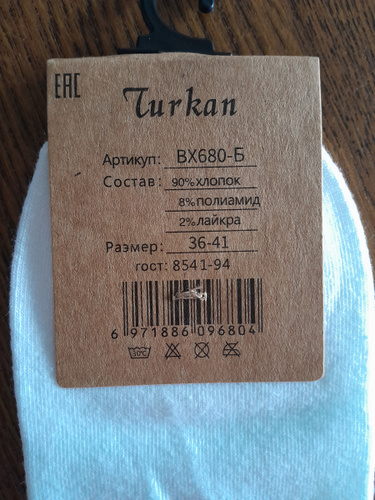 EAC
Turkan
Артикул: BX680-Б
Состав: 90% хлопок
8% полиамид
2% лайкра
Размер: 36-41
гост: 8541-94
6 971886 096804
30°C